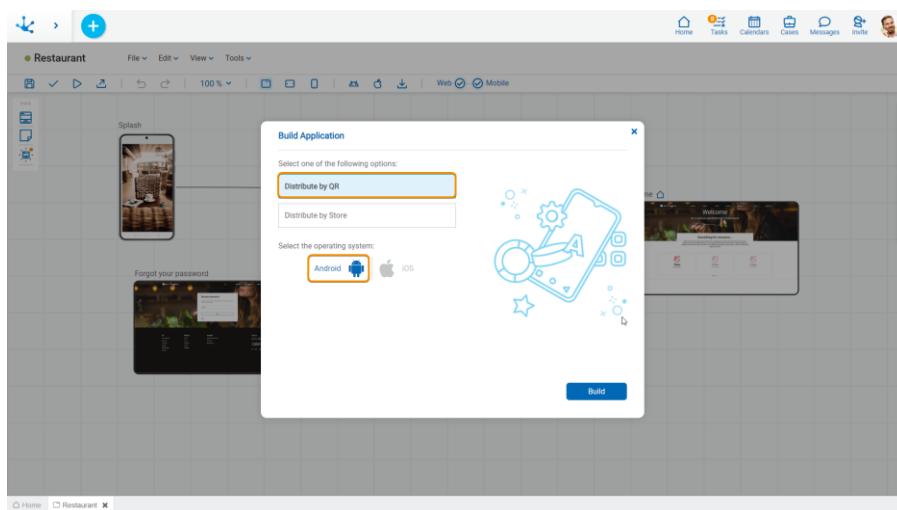 Home Tasks Calendars Cases Messages Invite
Restaurant File Edit View Tools
100 % Web Mobile
Splash
Build Application
Select one of the following options:
Distribute by QR
Distribute by Store
Select the operating system:
Android iOS
Forgot your password
Welcome
Build
Home Restaurant